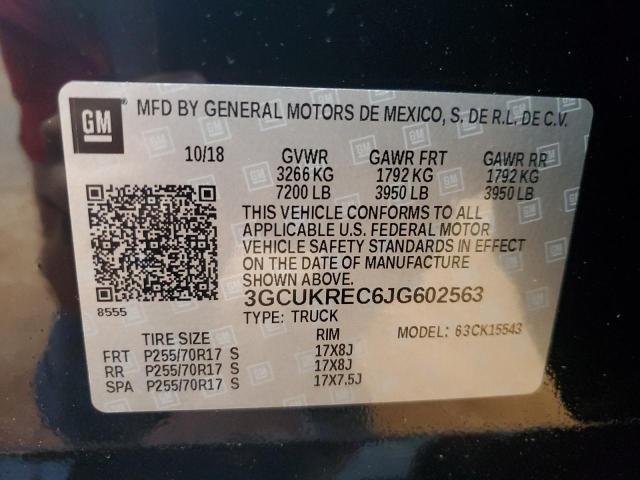 GM MFD BY GENERAL MOTORS DE MEXICO, S. DE R.L. DE C.V.
10/18 GVWR GAWR FRT GAWR RR
3266 KG 1792 KG 1792 KG
7200 LB 3950 LB 3950 LB
THIS VEHICLE CONFORMS TO ALL
APPLICABLE U.S. FEDERAL MOTOR
VEHICLE SAFETY STANDARDS IN EFFECT
ON THE DATE OF MANUFACTURE
SHOWN ABOVE.
3GCUKREC6JG602563
8555 TYPE: TRUCK MODEL: 63CK15543
TIRE SIZE RIM
FRT P255/70R17 S 17X8J
RR P255/70R17 S 17X8J
SPA P255/70R17 S 17X7.5J